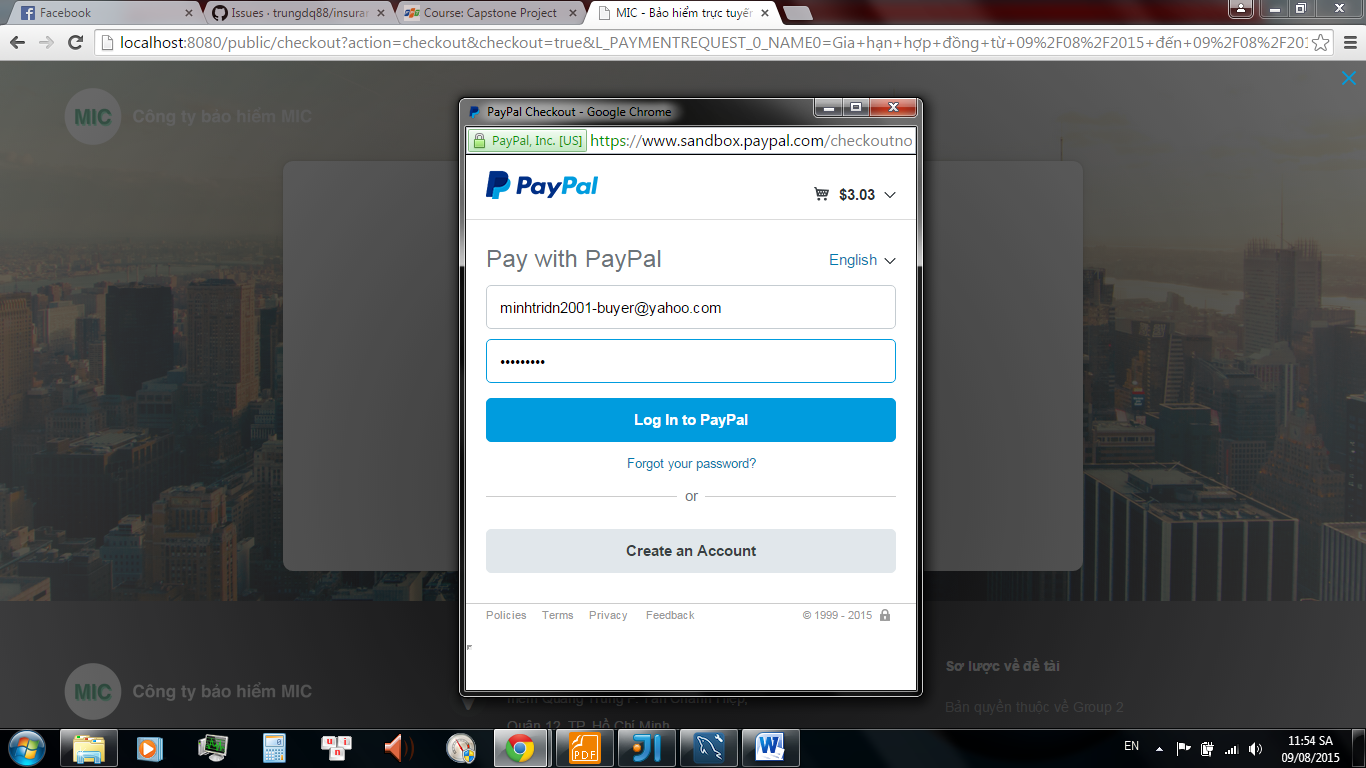 Facebook
Issues · trungdq88/insuran
Course: Capstone Project
MIC - Bảo hiểm trực tuyến
localhost:8080/public/checkout?action=checkout&checkout=true&L_PAYMENTREQUEST_0_NAME0=Gia+hạn+hợp+đồng+từ+09%2F08%2F2015+đến+09%2F08%2F201
MIC
Công ty bảo hiểm MIC
PayPal Checkout - Google Chrome
PayPal, Inc. [US]
https://www.sandbox.paypal.com/checkoutno
PayPal
$3.03
Pay with PayPal
English
minhtridn2001-buyer@yahoo.com
•••••••••
Log In to PayPal
Forgot your password?
or
Create an Account
Policies
Terms
Privacy
Feedback
© 1999 - 2015
MIC
Công ty bảo hiểm MIC
Quận 12, TP. Hồ Chí Minh
Sơ lược về đề tài
Bản quyền thuộc về Group 2
u
n
i
PDF
W
EN
11:54 SA
09/08/2015